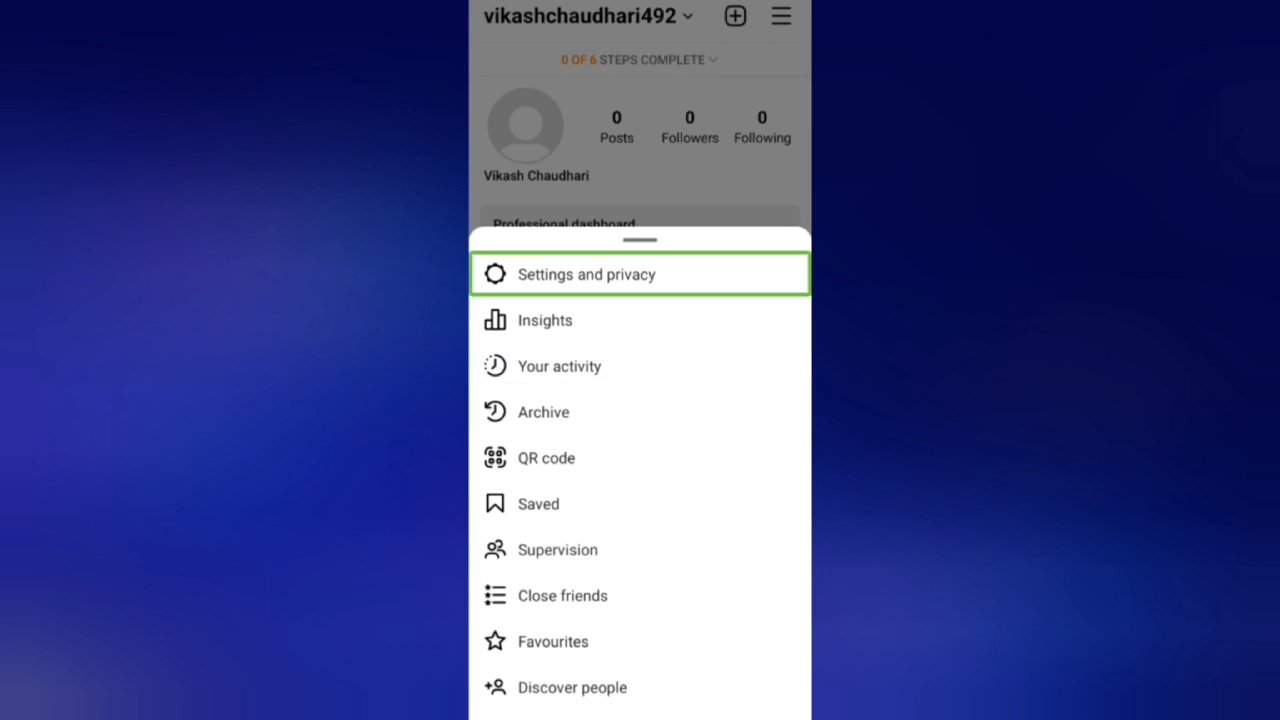 vikashchaudhari492
0 OF 6 STEPS COMPLETE
0 0 0
Posts Followers Following
Vikash Chaudhari
Professional dashboard
Settings and privacy
Insights
Your activity
Archive
QR code
Saved
Supervision
Close friends
Favourites
Discover people